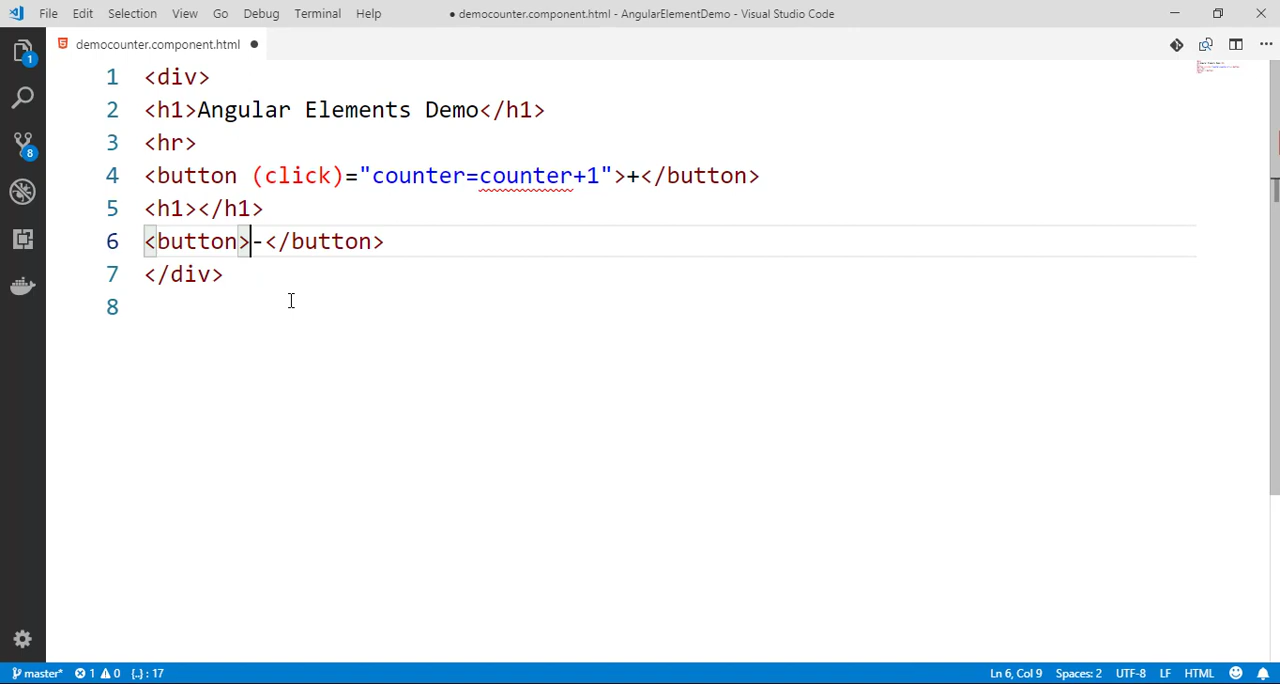 File Edit Selection View Go Debug Terminal Help
● democounter.component.html - AngularElementDemo - Visual Studio Code
democounter.component.html ●
1 <div>
2 <h1>Angular Elements Demo</h1>
3 <hr>
4 <button (click)="counter=counter+1">+</button>
5 <h1></h1>
6 <button>-</button>
7 </div>
8
1
8
master* 1 0 {..} : 17 Ln 6, Col 9 Spaces: 2 UTF-8 LF HTML